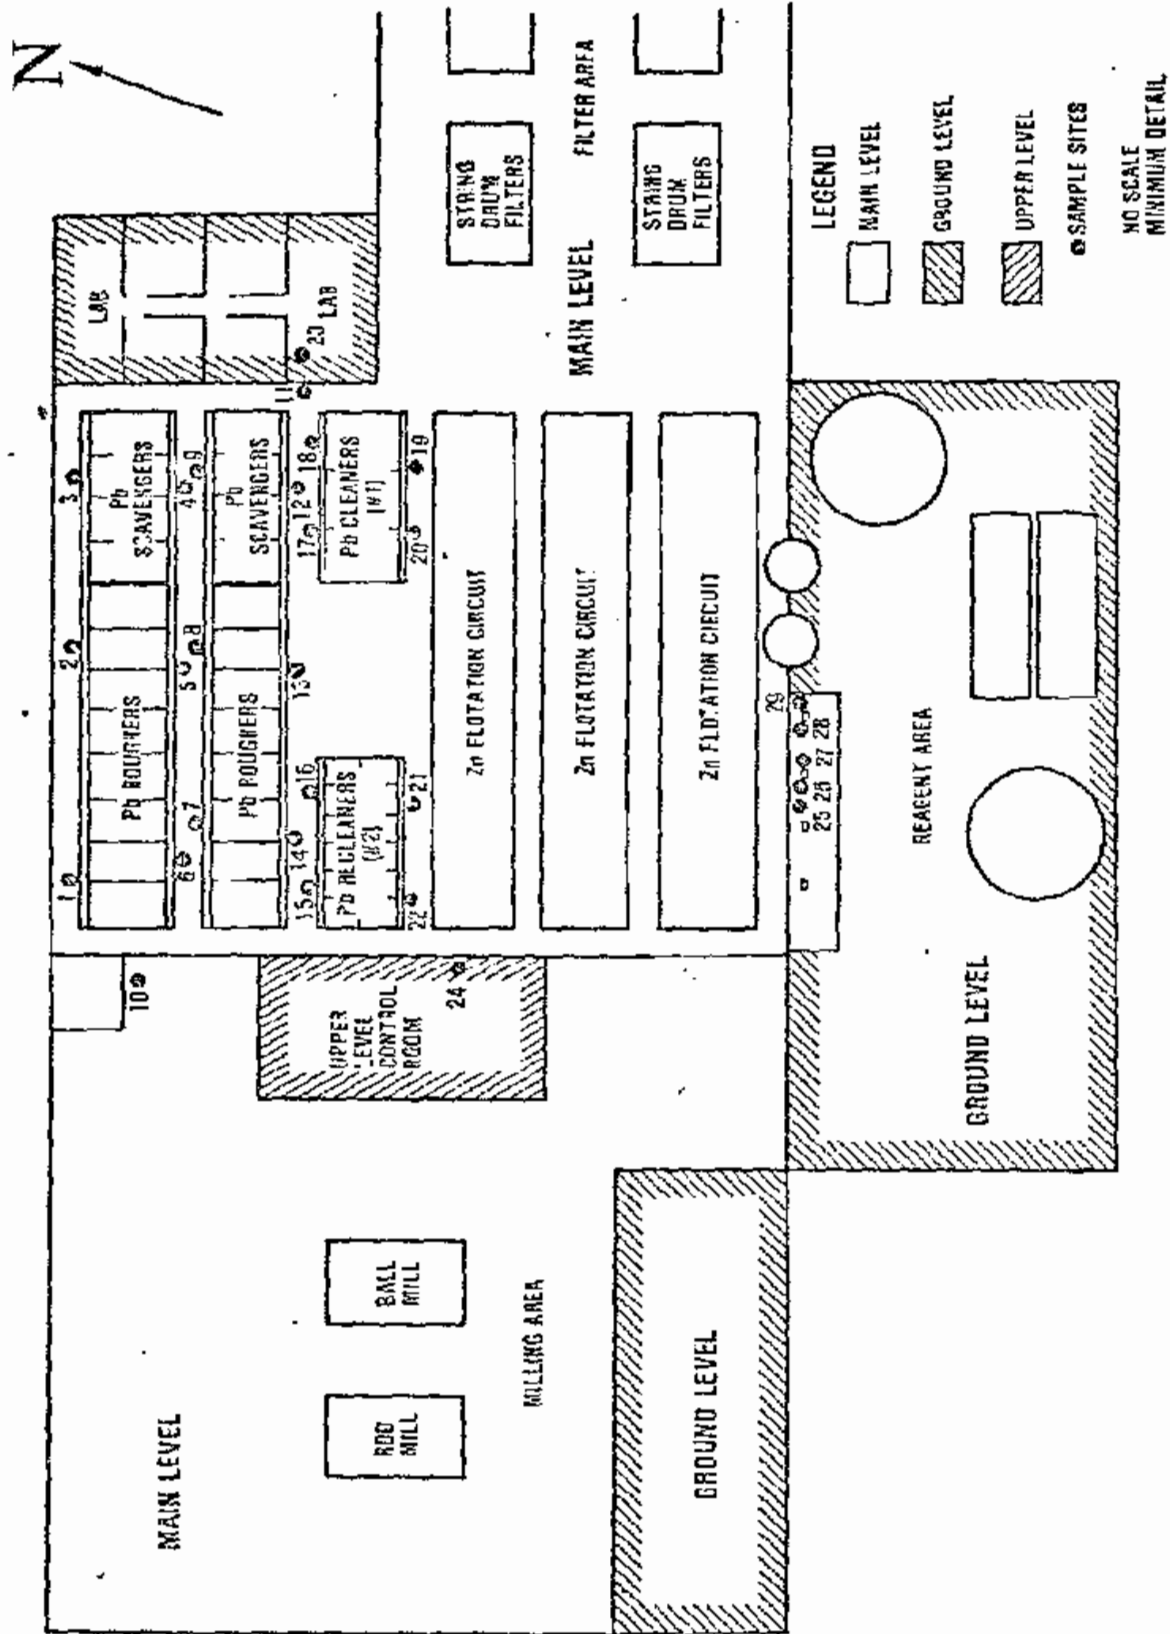 N
MAIN LEVEL
ROD
MILL
BALL
MILL
MILLING AREA
GROUND LEVEL
UPPER
LEVEL
CONTROL
ROOM
10
24
1
2
3
Pb ROUGHERS
Pb
SCAVENGERS
6
7
5
8
4
9
Pb ROUGHERS
Pb
SCAVENGERS
15
14
16
13
17
12
18
11
Pb RECLEANERS
(#2)
Pb CLEANERS
(#1)
22
21
20
19
Zn FLOTATION CIRCUIT
Zn FLOTATION CIRCUIT
Zn FLOTATION CIRCUIT
LAB
LAB
STRING
DRUM
FILTERS
MAIN LEVEL
FILTER AREA
STRING
DRUM
FILTERS
29
25 26 27 28
REAGENT AREA
GROUND LEVEL
LEGEND
MAIN LEVEL
GROUND LEVEL
UPPER LEVEL
SAMPLE SITES
NO SCALE
MINIMUM DETAIL